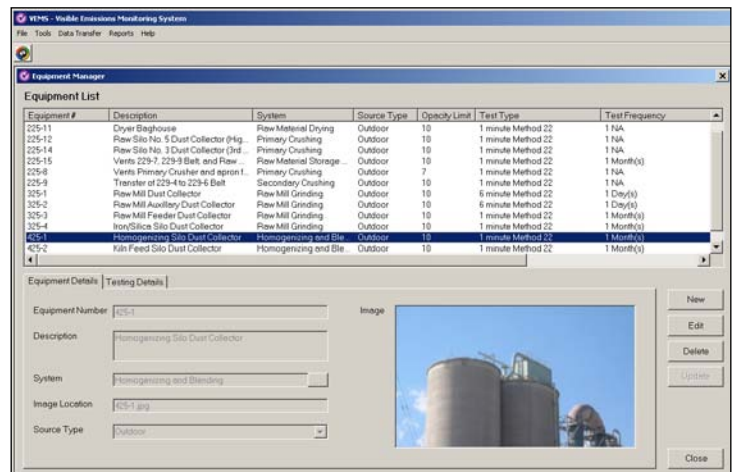 VEMS - Visible Emissions Monitoring System
File Tools Data Transfer Reports Help
Equipment Manager
Equipment List
Equipment # Description System Source Type Opacity Limit Test Type Test Frequency
225-11 Dryer Baghouse Raw Material Drying Outdoor 10 1 minute Method 22 1 NA
225-12 Raw Silo No. 5 Dust Collector (Hig... Primary Crushing Outdoor 10 1 minute Method 22 1 NA
225-14 Raw Silo No. 3 Dust Collector (3rd ... Primary Crushing Outdoor 10 1 minute Method 22 1 NA
225-15 Vents 229-7, 229-9 Belt, and Raw ... Raw Material Storage ... Outdoor 10 1 minute Method 22 1 Month(s)
225-8 Vents Primary Crusher and apron f... Primary Crushing Outdoor 7 1 minute Method 22 1 NA
225-9 Transfer of 229-4 to 229-6 Belt Secondary Crushing Outdoor 10 1 minute Method 22 1 NA
325-1 Raw Mill Dust Collector Raw Mill Grinding Outdoor 10 6 minute Method 22 1 Day(s)
325-2 Raw Mill Auxillary Dust Collector Raw Mill Grinding Outdoor 10 6 minute Method 22 1 Day(s)
325-3 Raw Mill Feeder Dust Collector Raw Mill Grinding Outdoor 10 1 minute Method 22 1 Month(s)
325-4 Iron/Silica Silo Dust Collector Raw Mill Grinding Outdoor 10 1 minute Method 22 1 Month(s)
425-1 Homogenizing Silo Dust Collector Homogenizing and Ble... Outdoor 10 1 minute Method 22 1 Month(s)
425-2 Kiln Feed Silo Dust Collector Homogenizing and Ble... Outdoor 10 1 minute Method 22 1 Month(s)
Equipment Details Testing Details
Equipment Number 425-1 Image
Description Homogenizing Silo Dust Collector
System Homogenizing and Blending ...
Image Location 425-1.jpg
Source Type Outdoor
New
Edit
Delete
Update
Close